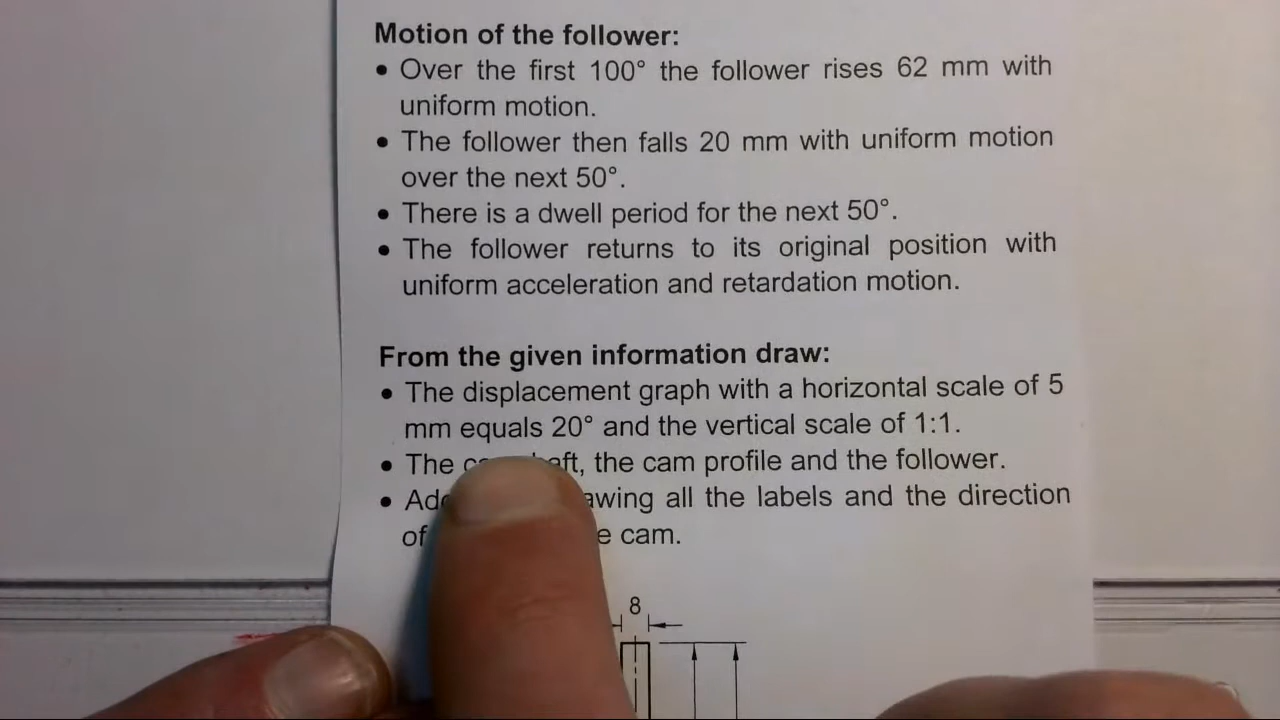 Motion of the follower:
• Over the first 100° the follower rises 62 mm with
uniform motion.
• The follower then falls 20 mm with uniform motion
over the next 50°.
• There is a dwell period for the next 50°.
• The follower returns to its original position with
uniform acceleration and retardation motion.
From the given information draw:
• The displacement graph with a horizontal scale of 5
mm equals 20° and the vertical scale of 1:1.
• The the cam profile and the follower.
• all the labels and the direction
of cam.
8